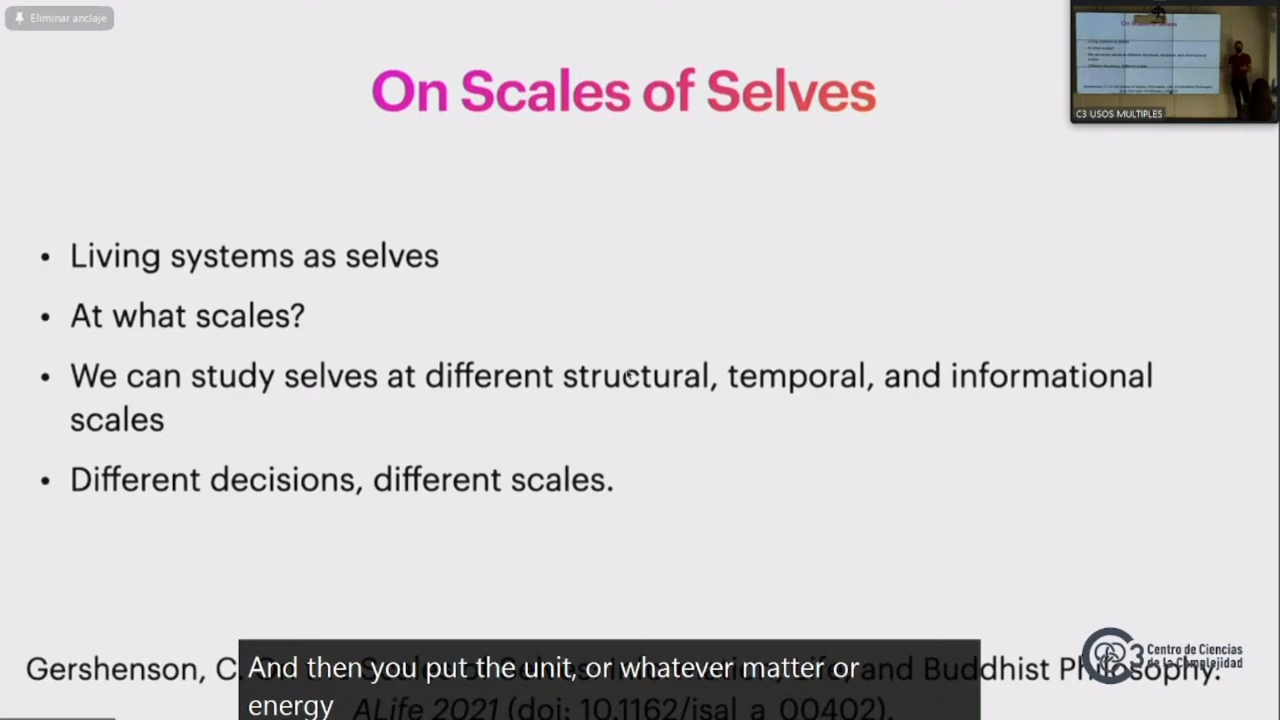 Eliminar anclaje
On Scales of Selves
C3 USOS MULTIPLES
• Living systems as selves
• At what scales?
• We can study selves at different structural, temporal, and informational
scales
• Different decisions, different scales.
Gershenson, C. and Buddhist Philosophy.
ALife 2021 (doi: 10.1162/isal_a_00402).
And then you put the unit, or whatever matter or
energy
Centro de Ciencias
de la Complejidad